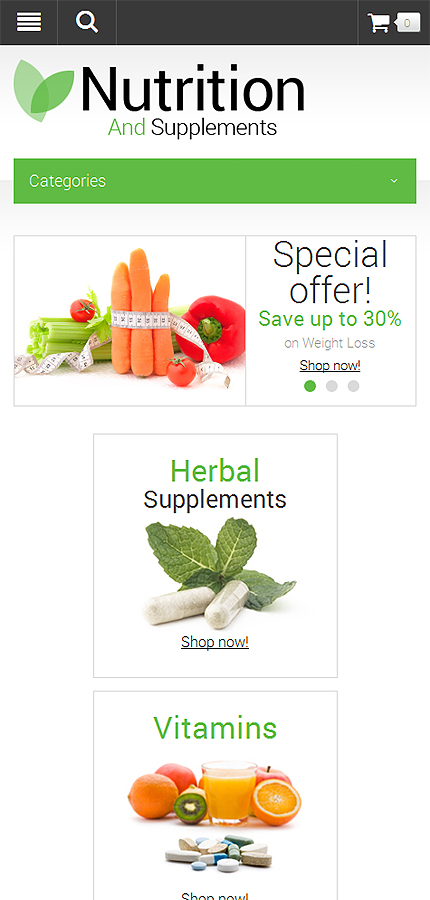 0
Nutrition
And Supplements
Categories
Special
offer!
Save up to 30%
on Weight Loss
Shop now!
Herbal
Supplements
Shop now!
Vitamins
Shop now!